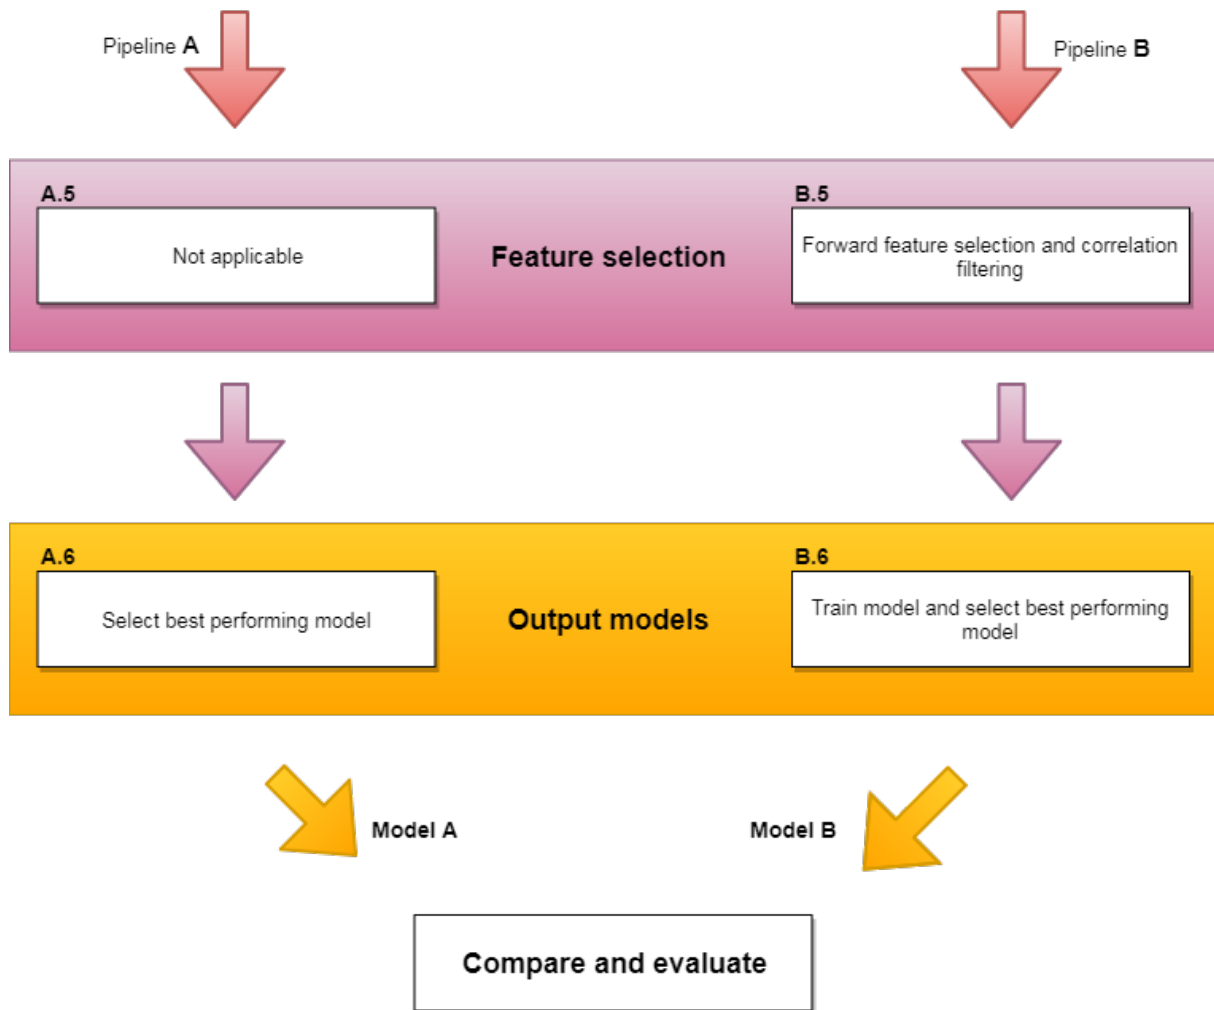 Pipeline A
Pipeline B
A.5
Not applicable
Feature selection
B.5
Forward feature selection and correlation
filtering
A.6
Select best performing model
Output models
B.6
Train model and select best performing
model
Model A
Model B
Compare and evaluate